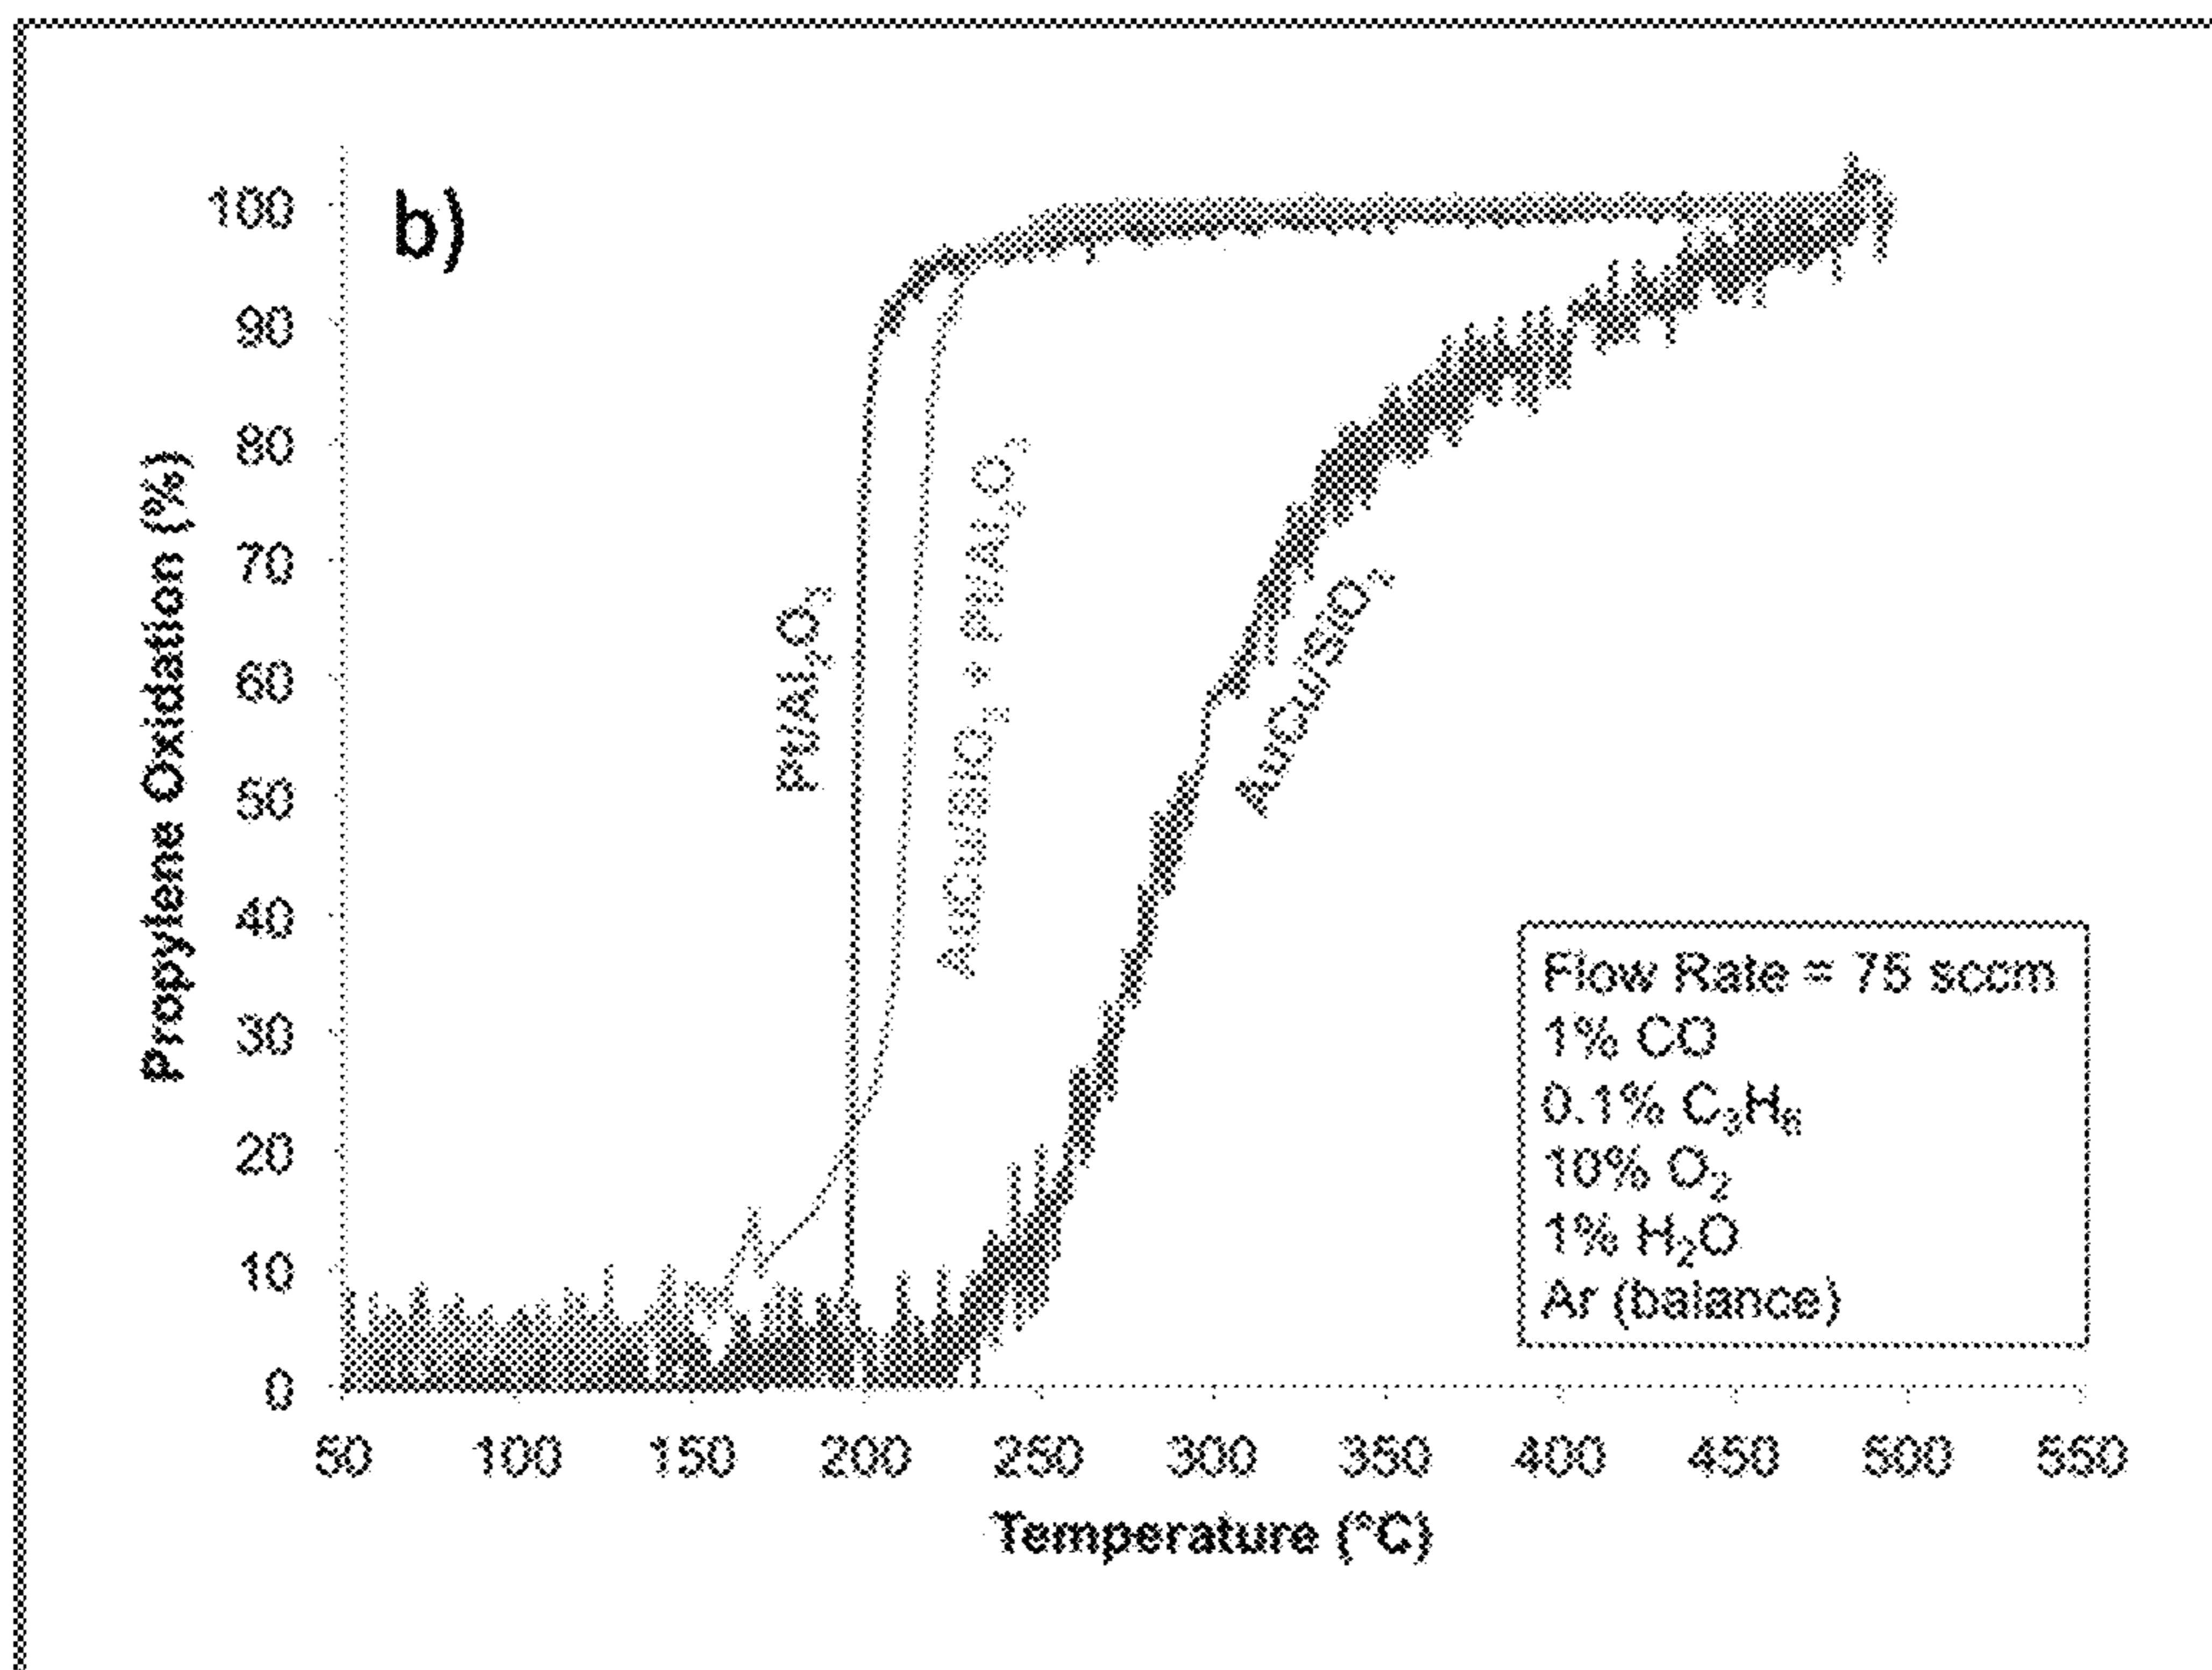 b)
Propylene Oxidation (%)
100
90
80
70
60
50
40
30
20
10
0
Pt/Al₂O₃
AuCu/SiO₂ + Pt/Al₂O₃
AuCu/SiO₂
Flow Rate = 75 sccm
1% CO
0.1% C₃H₆
10% O₂
1% H₂O
Ar (balance)
50 100 150 200 250 300 350 400 450 500 550
Temperature (°C)